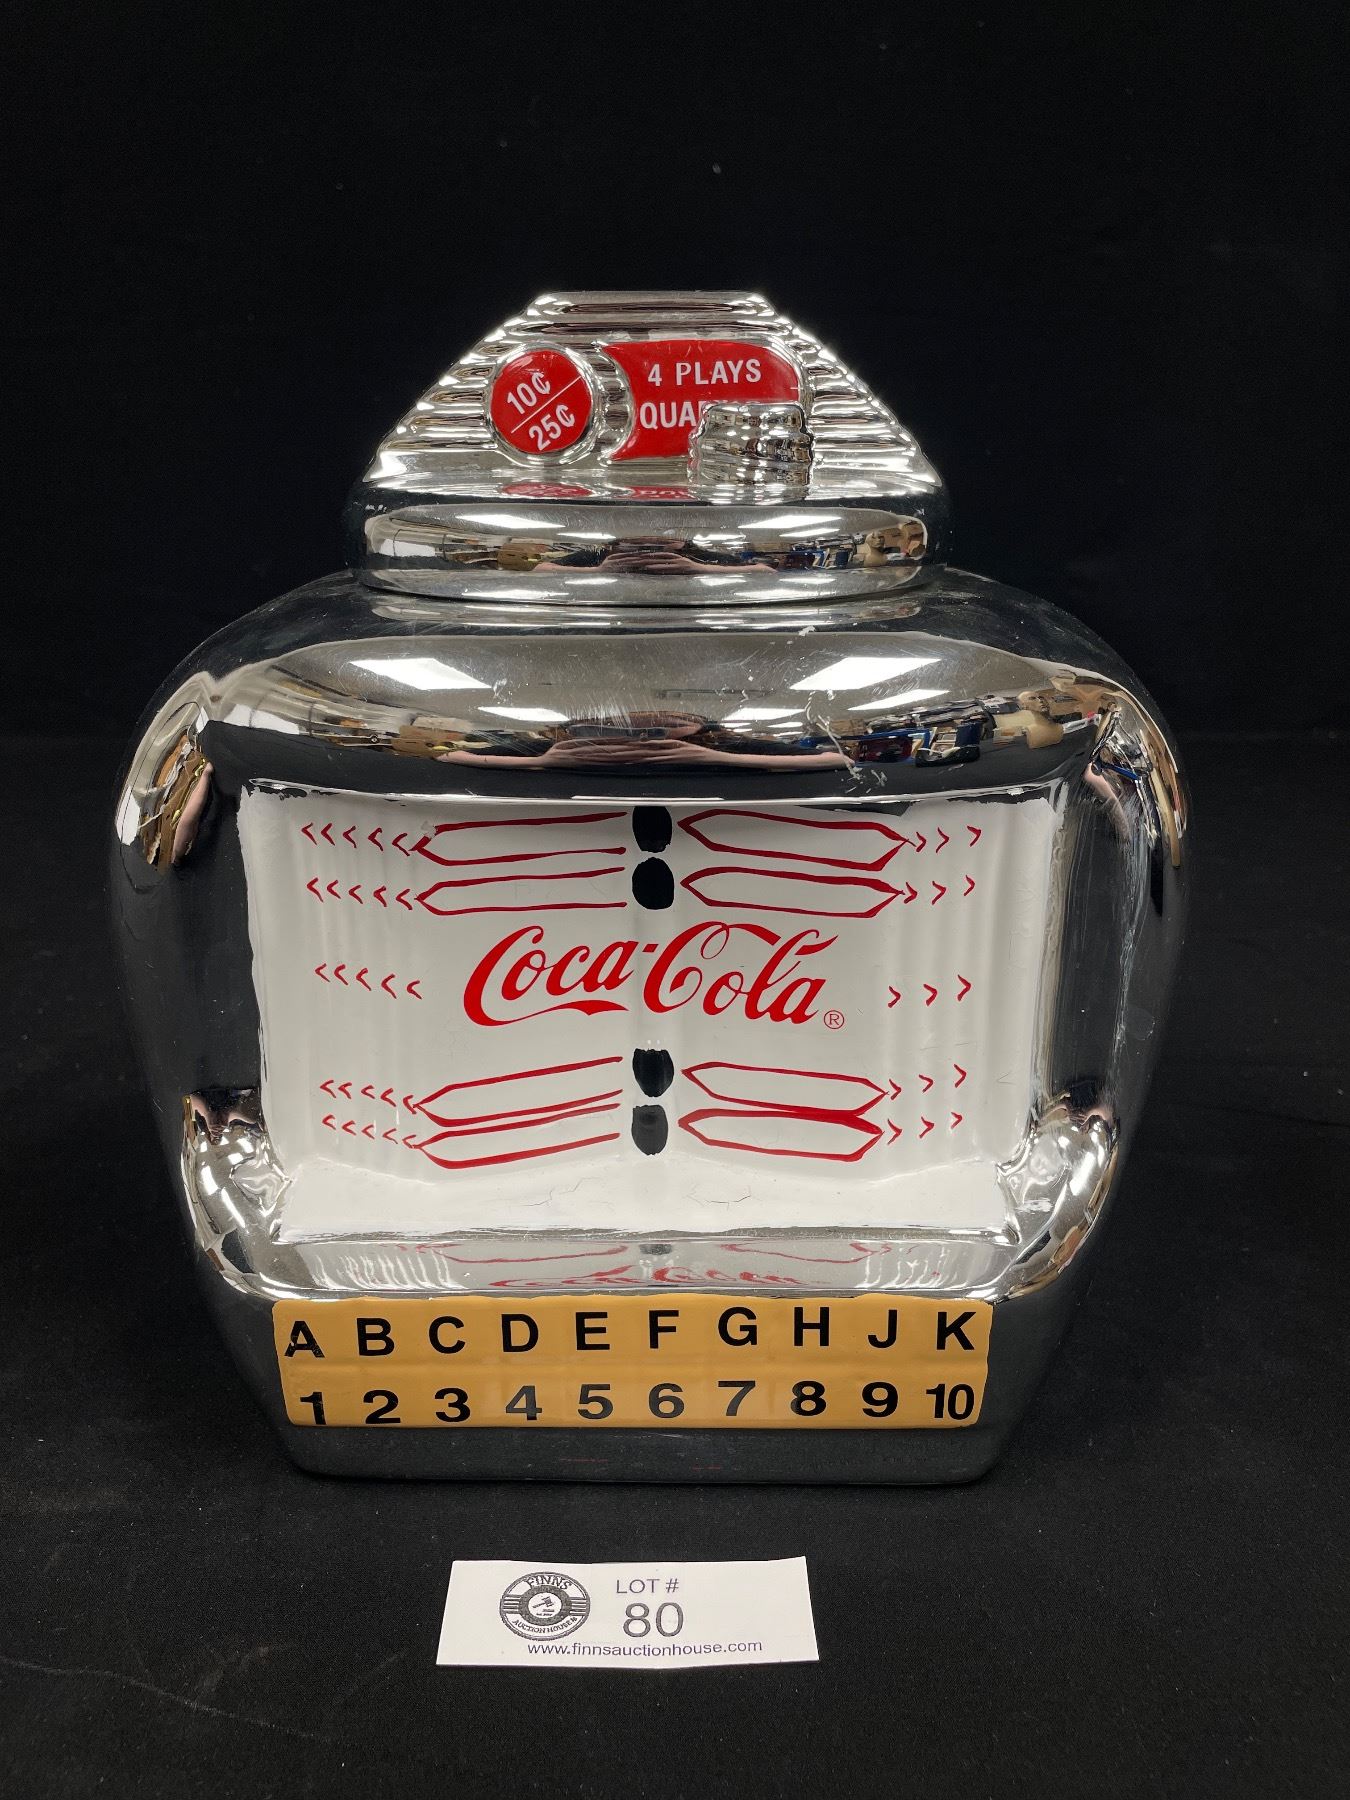 10¢
25¢
4 PLAYS
Coca-Cola®
A B C D E F G H J K
1 2 3 4 5 6 7 8 9 10
FINNS
AUCTION HOUSE
LOT #
80
www.finnsauctionhouse.com